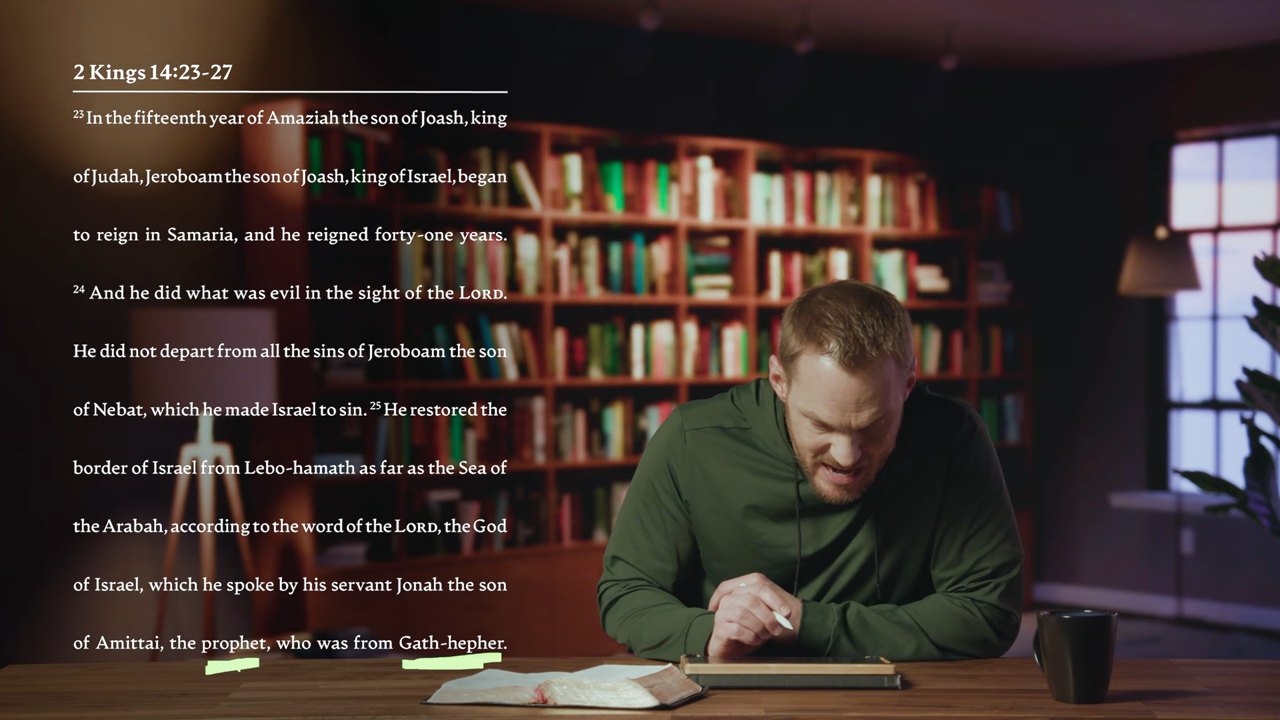 2 Kings 14:23-27
23 In the fifteenth year of Amaziah the son of Joash, king
of Judah, Jeroboam the son of Joash, king of Israel, began
to reign in Samaria, and he reigned forty-one years.
24 And he did what was evil in the sight of the LORD.
He did not depart from all the sins of Jeroboam the son
of Nebat, which he made Israel to sin. 25 He restored the
border of Israel from Lebo-hamath as far as the Sea of
the Arabah, according to the word of the LORD, the God
of Israel, which he spoke by his servant Jonah the son
of Amittai, the prophet, who was from Gath-hepher.